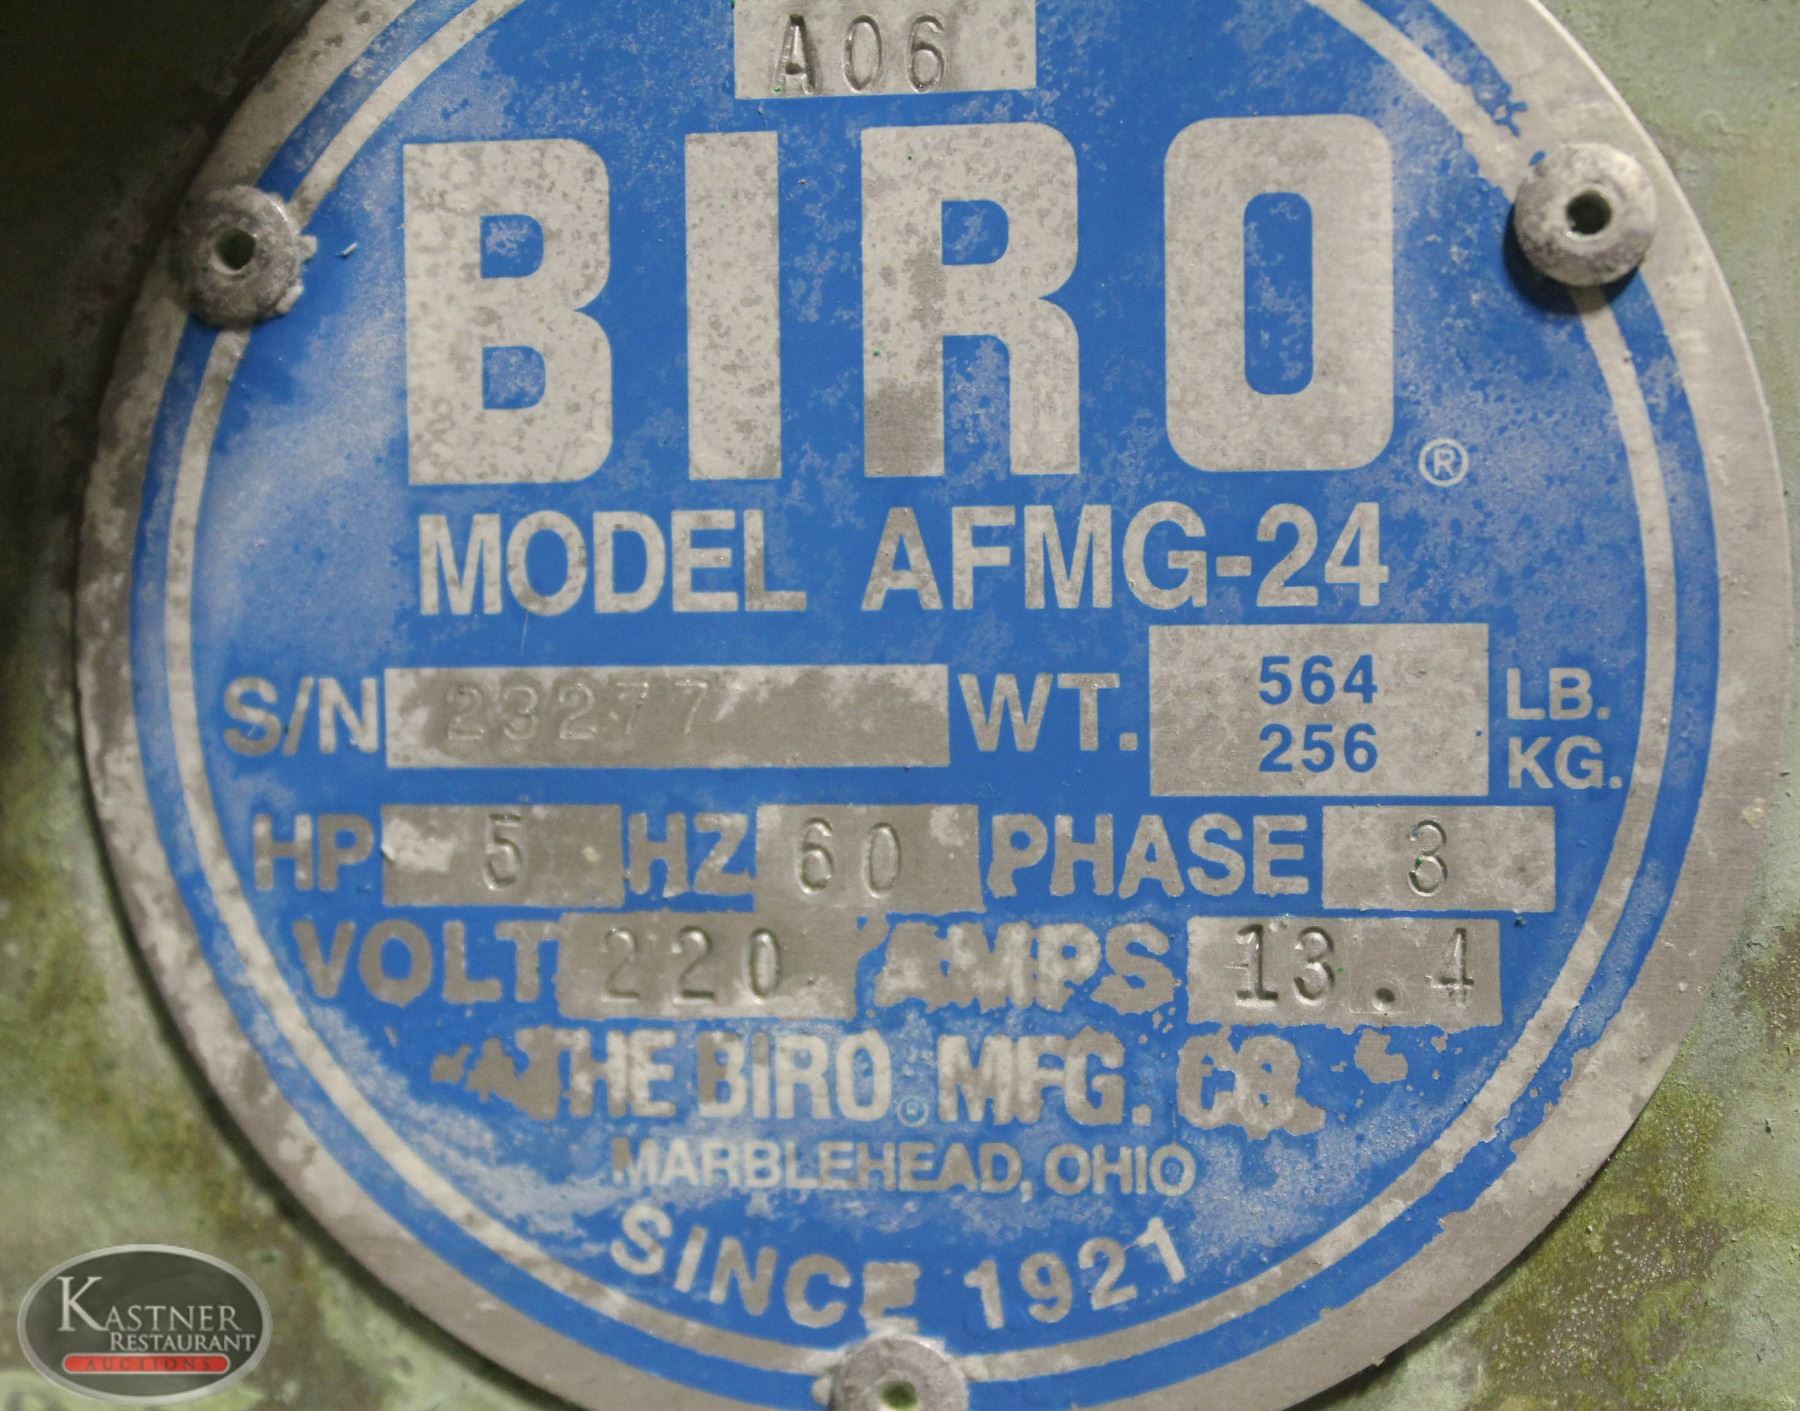 A06
BIRO®
MODEL AFMG-24
S/N 23277 WT. 564 LB.
256 KG.
HP 5 HZ 60 PHASE 3
VOLT 220 AMPS 13.4
THE BIRO® MFG. CO.
MARBLEHEAD, OHIO
SINCE 1921
KASTNER
RESTAURANT
AUCTIONS